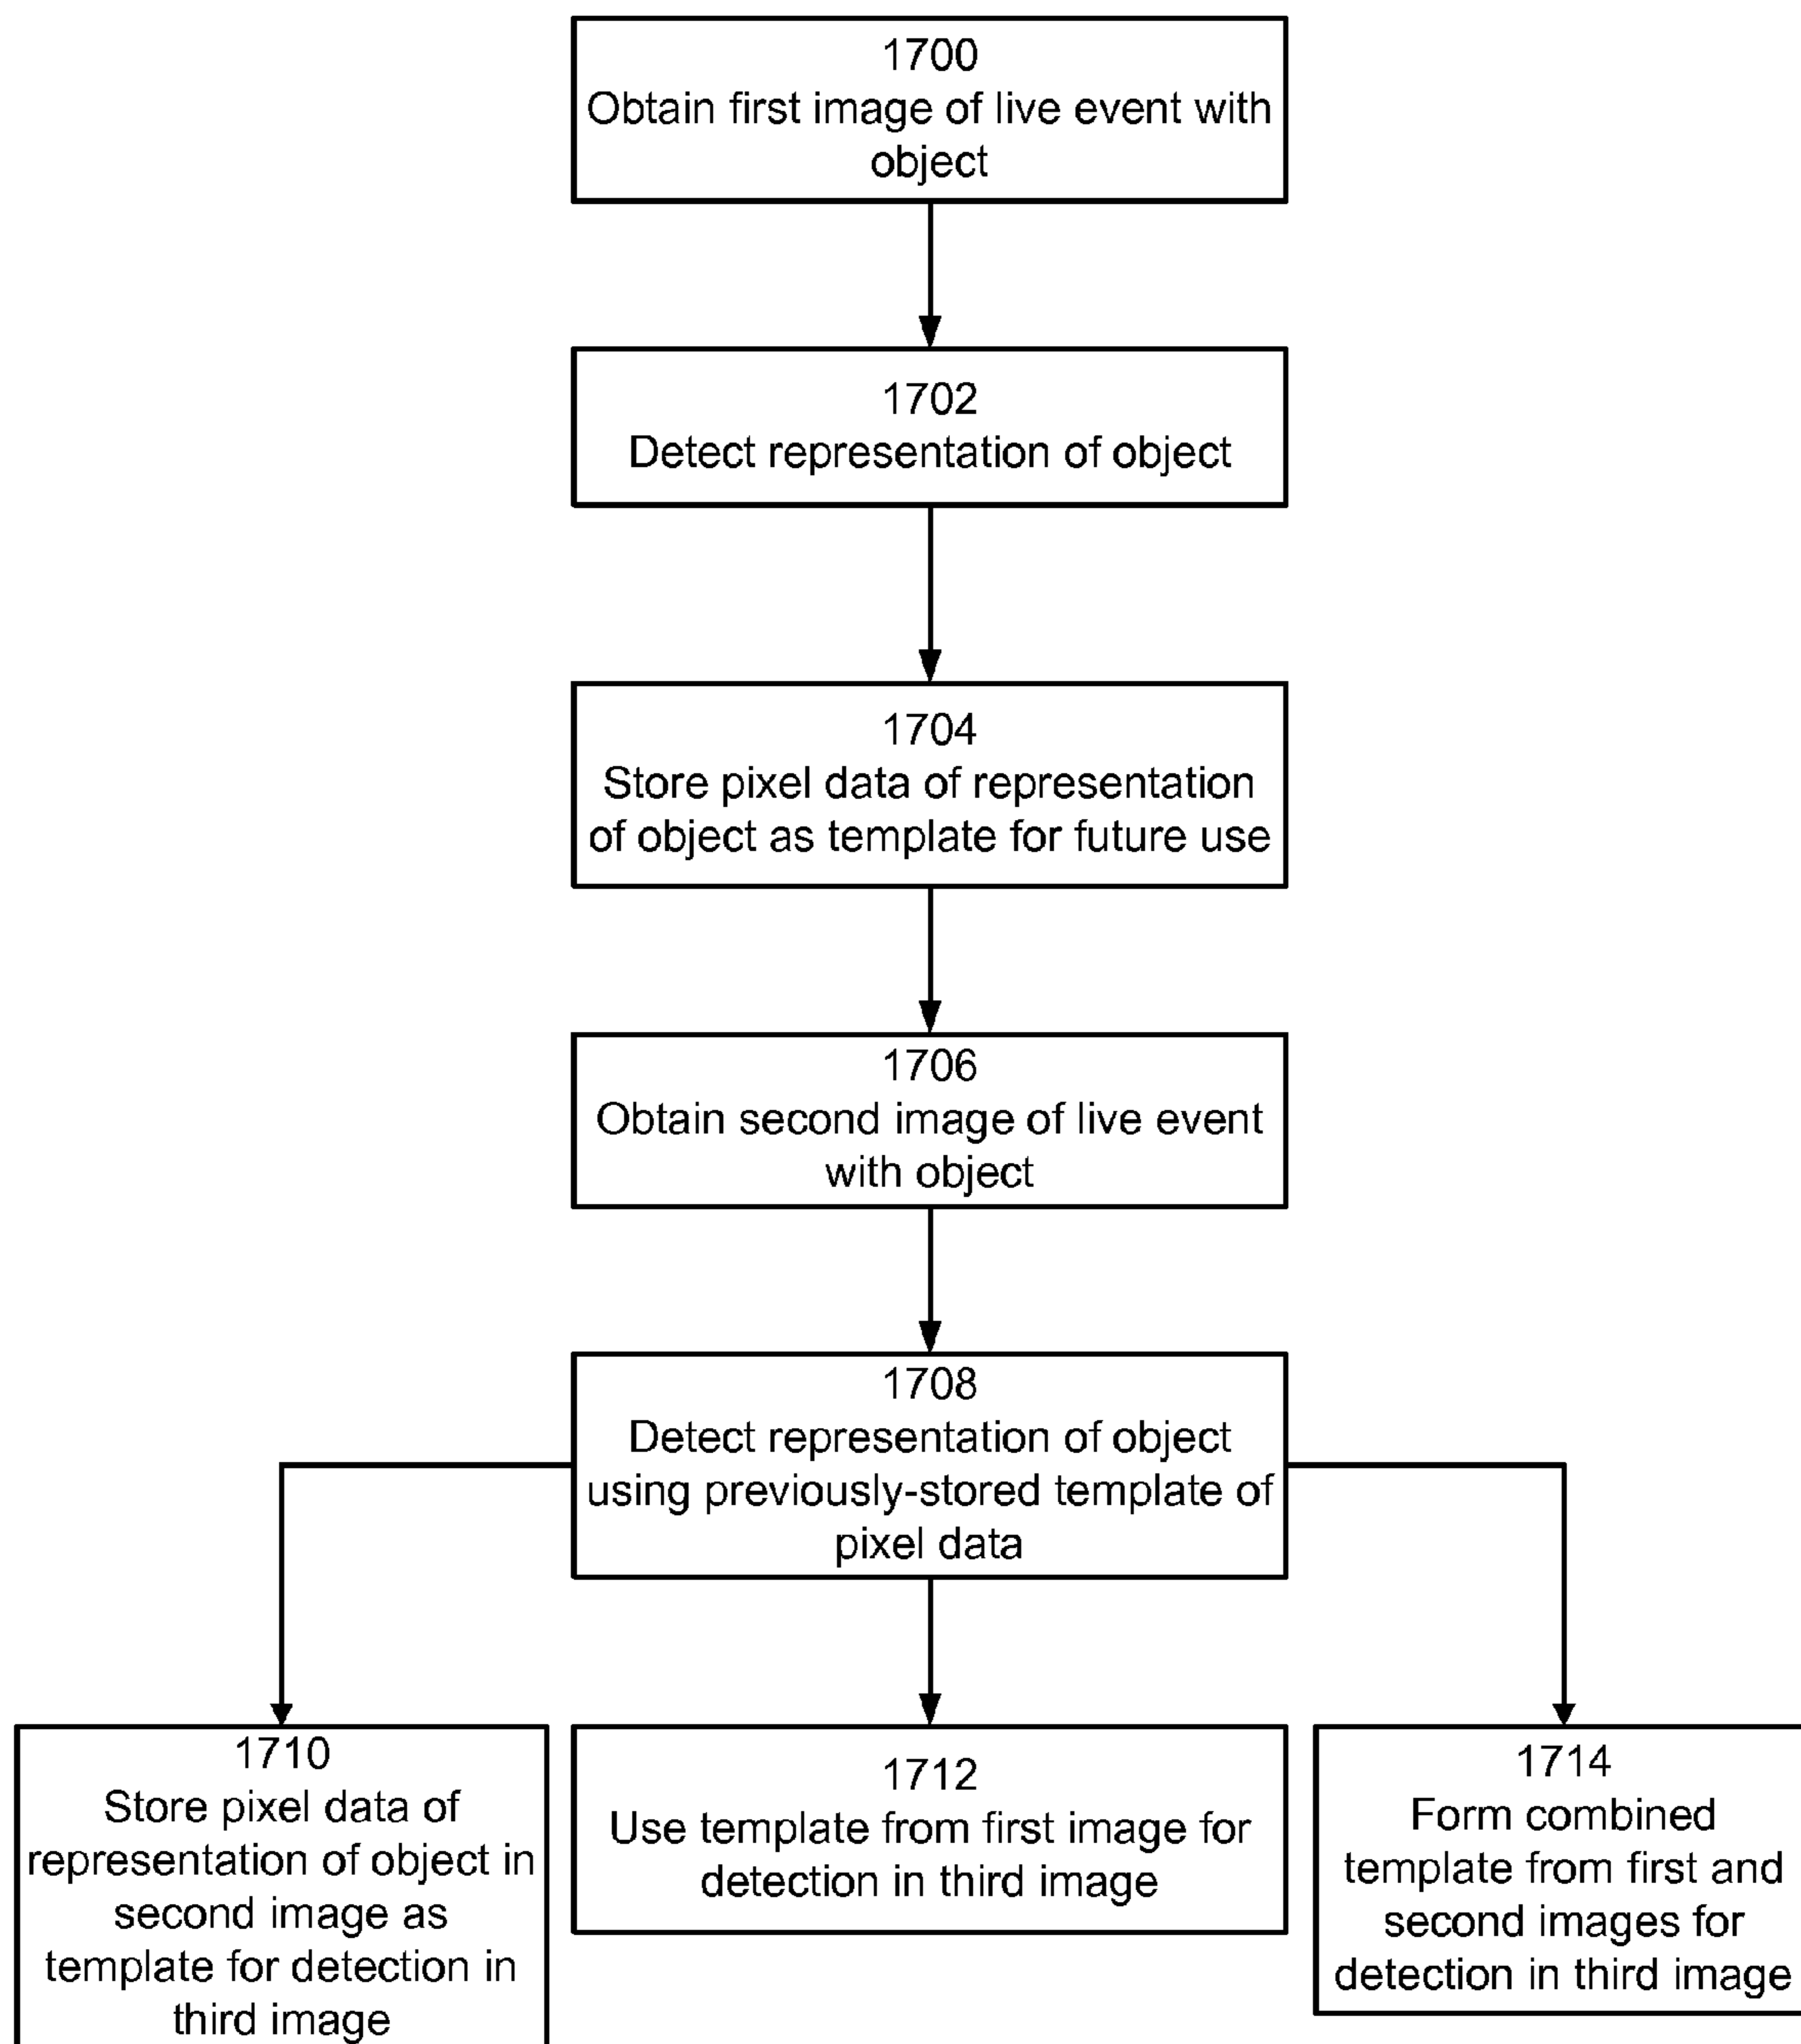 1700
Obtain first image of live event with
object
1702
Detect representation of object
1704
Store pixel data of representation
of object as template for future use
1706
Obtain second image of live event
with object
1708
Detect representation of object
using previously-stored template of
pixel data
1710
Store pixel data of
representation of object in
second image as
template for detection in
third image
1712
Use template from first image for
detection in third image
1714
Form combined
template from first and
second images for
detection in third image